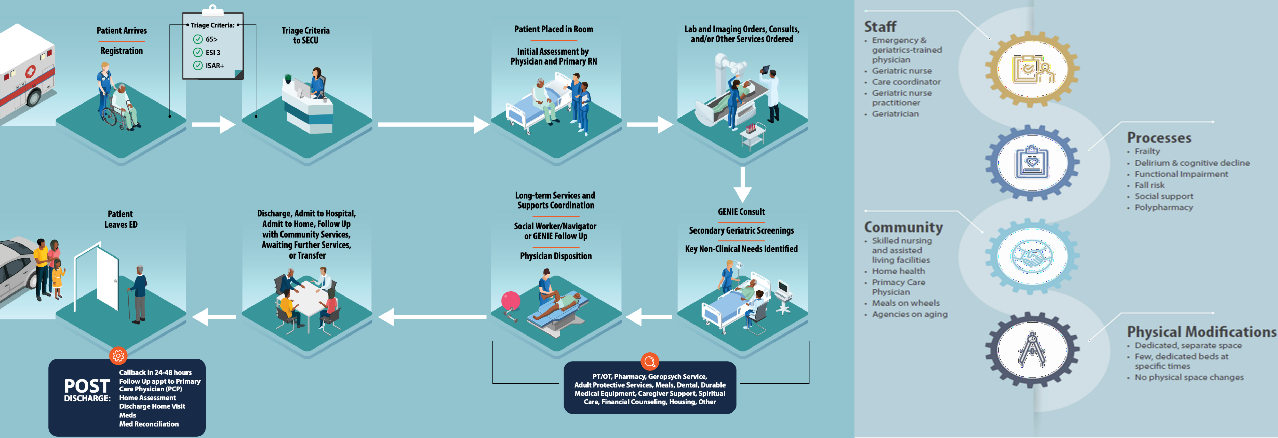 Patient Arrives
Registration
Triage Criteria:
65>
ESI 3
ISAR+
Triage Criteria
to SECU
Patient Placed in Room
Initial Assessment by
Physician and Primary RN
Lab and Imaging Orders, Consults,
and/or Other Services Ordered
GENIE Consult
Secondary Geriatric Screenings
Key Non-Clinical Needs Identified
Long-term Services and
Supports Coordination
Social Worker/Navigator
or GENIE Follow Up
Physician Disposition
PT/OT, Pharmacy, Geropsych Service,
Adult Protective Services, Meals, Dental, Durable
Medical Equipment, Caregiver Support, Spiritual
Care, Financial Counseling, Housing, Other
Discharge, Admit to Hospital,
Admit to Home, Follow Up
with Community Services,
Awaiting Further Services,
or Transfer
Patient
Leaves ED
POST
DISCHARGE:
Callback in 24-48 hours
Follow Up appt to Primary
Care Physician (PCP)
Home Assessment
Discharge Home Visit
Meds
Med Reconciliation
Staff
• Emergency &
geriatrics-trained
physician
• Geriatric nurse
• Care coordinator
• Geriatric nurse
practitioner
• Geriatrician
Processes
• Frailty
• Delirium & cognitive decline
• Functional Impairment
• Fall risk
• Social support
• Polypharmacy
Community
• Skilled nursing
and assisted
living facilities
• Home health
• Primacy Care
Physician
• Meals on wheels
• Agencies on aging
Physical Modifications
• Dedicated, separate space
• Few, dedicated beds at
specific times
• No physical space changes